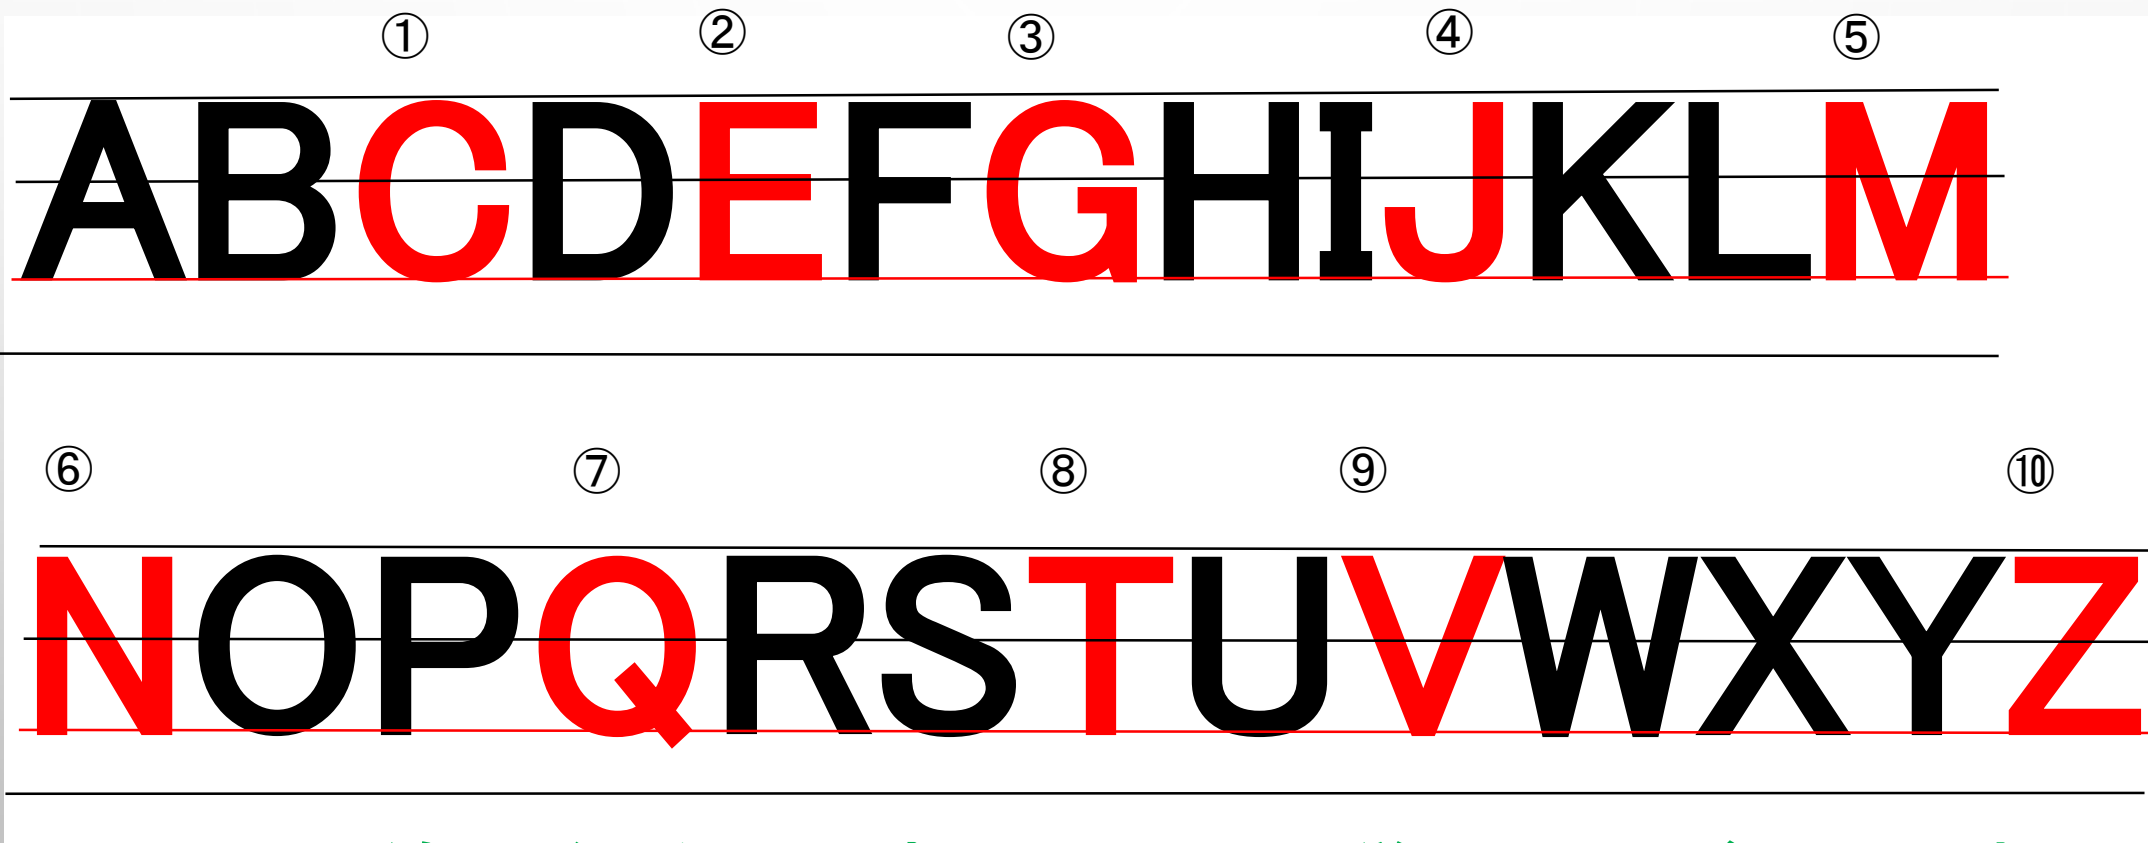 ① ② ③ ④ ⑤
ABCDEFGHIJKLM
⑥ ⑦ ⑧ ⑨ ⑩
NOPQRSTUVWXYZ